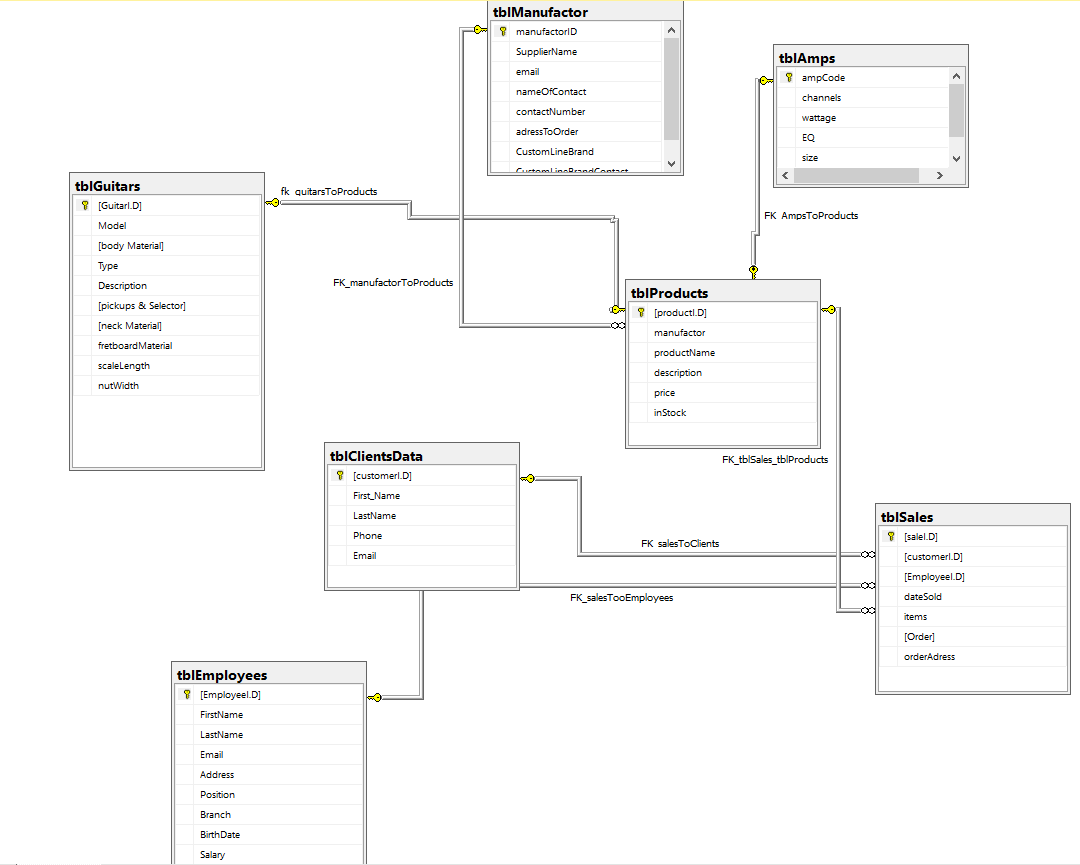 tblManufactor
manufactorID
SupplierName
email
nameOfContact
contactNumber
adressToOrder
CustomLineBrand
CustomLineBrandContact
tblAmps
ampCode
channels
wattage
EQ
size
tblGuitars
[GuitarI.D]
Model
[body Material]
Type
Description
[pickups & Selector]
[neck Material]
fretboardMaterial
scaleLength
nutWidth
fk_guitarsToProducts
FK_AmpsToProducts
FK_manufactorToProducts
tblProducts
[productI.D]
manufactor
productName
description
price
inStock
FK_tblSales_tblProducts
tblClientsData
[customerI.D]
First_Name
LastName
Phone
Email
FK_salesToClients
FK_salesTooEmployees
tblSales
[saleI.D]
[customerI.D]
[EmployeeI.D]
dateSold
items
[Order]
orderAdress
tblEmployees
[EmployeeI.D]
FirstName
LastName
Email
Address
Position
Branch
BirthDate
Salary